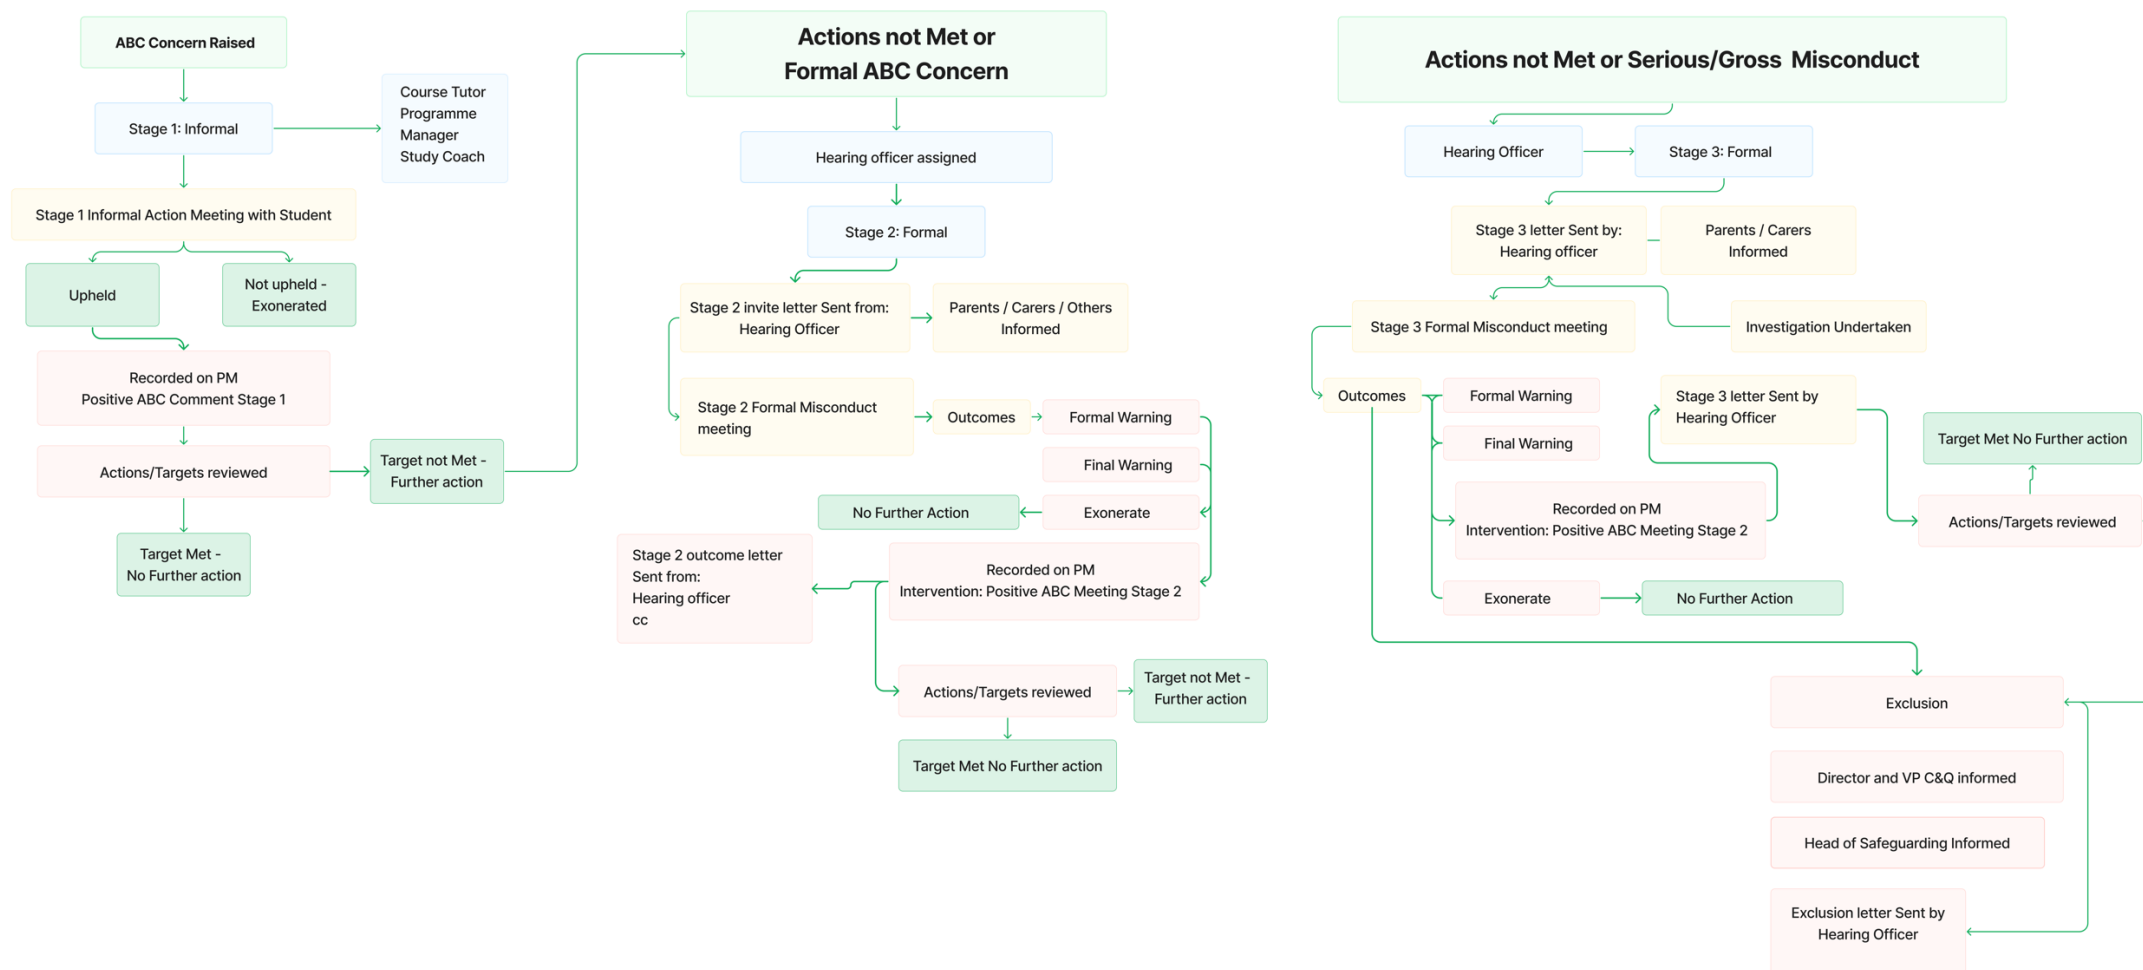 ABC Concern Raised
Stage 1: Informal
Course Tutor
Programme
Manager
Study Coach
Stage 1 Informal Action Meeting with Student
Upheld
Not upheld -
Exonerated
Recorded on PM
Positive ABC Comment Stage 1
Actions/Targets reviewed
Target not Met -
Further action
Target Met -
No Further action
Actions not Met or
Formal ABC Concern
Hearing officer assigned
Stage 2: Formal
Stage 2 invite letter Sent from:
Hearing Officer
Parents / Carers / Others
Informed
Stage 2 Formal Misconduct
meeting
Outcomes
Formal Warning
Final Warning
Exonerate
No Further Action
Recorded on PM
Intervention: Positive ABC Meeting Stage 2
Stage 2 outcome letter
Sent from:
Hearing officer
cc
Actions/Targets reviewed
Target not Met -
Further action
Target Met No Further action
Actions not Met or Serious/Gross  Misconduct
Hearing Officer
Stage 3: Formal
Stage 3 letter Sent by:
Hearing officer
Parents / Carers
Informed
Stage 3 Formal Misconduct meeting
Investigation Undertaken
Outcomes
Formal Warning
Final Warning
Recorded on PM
Intervention: Positive ABC Meeting Stage 2
Exonerate
No Further Action
Stage 3 letter Sent by
Hearing Officer
Target Met No Further action
Actions/Targets reviewed
Exclusion
Director and VP C&Q informed
Head of Safeguarding Informed
Exclusion letter Sent by
Hearing Officer